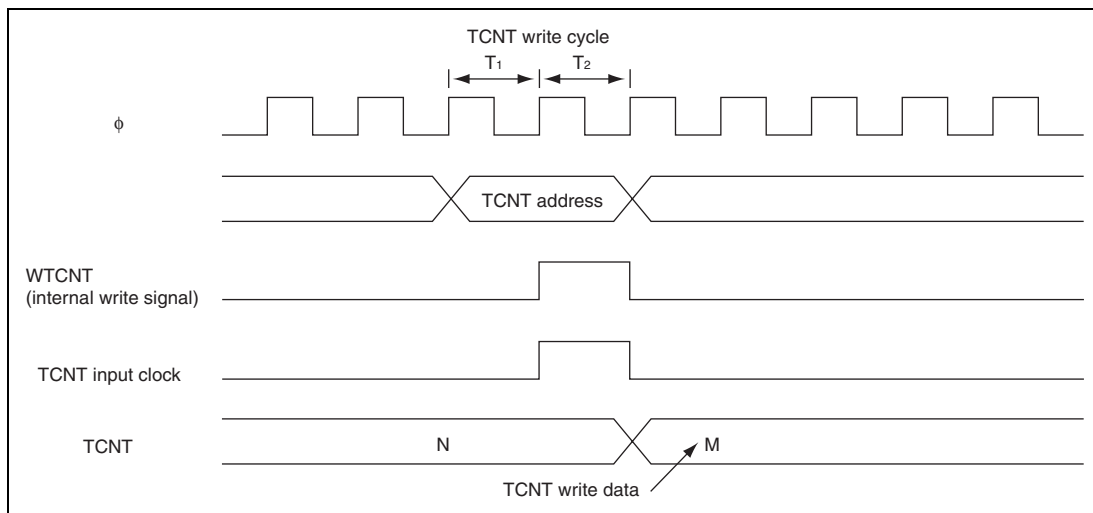 TCNT write cycle
T1 T2
ϕ
TCNT address
WTCNT
(internal write signal)
TCNT input clock
TCNT
N
M
TCNT write data